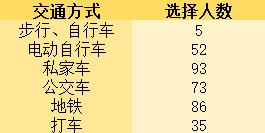 交通方式 选择人数
步行、自行车 5
电动自行车 52
私家车 93
公交车 73
地铁 86
打车 35